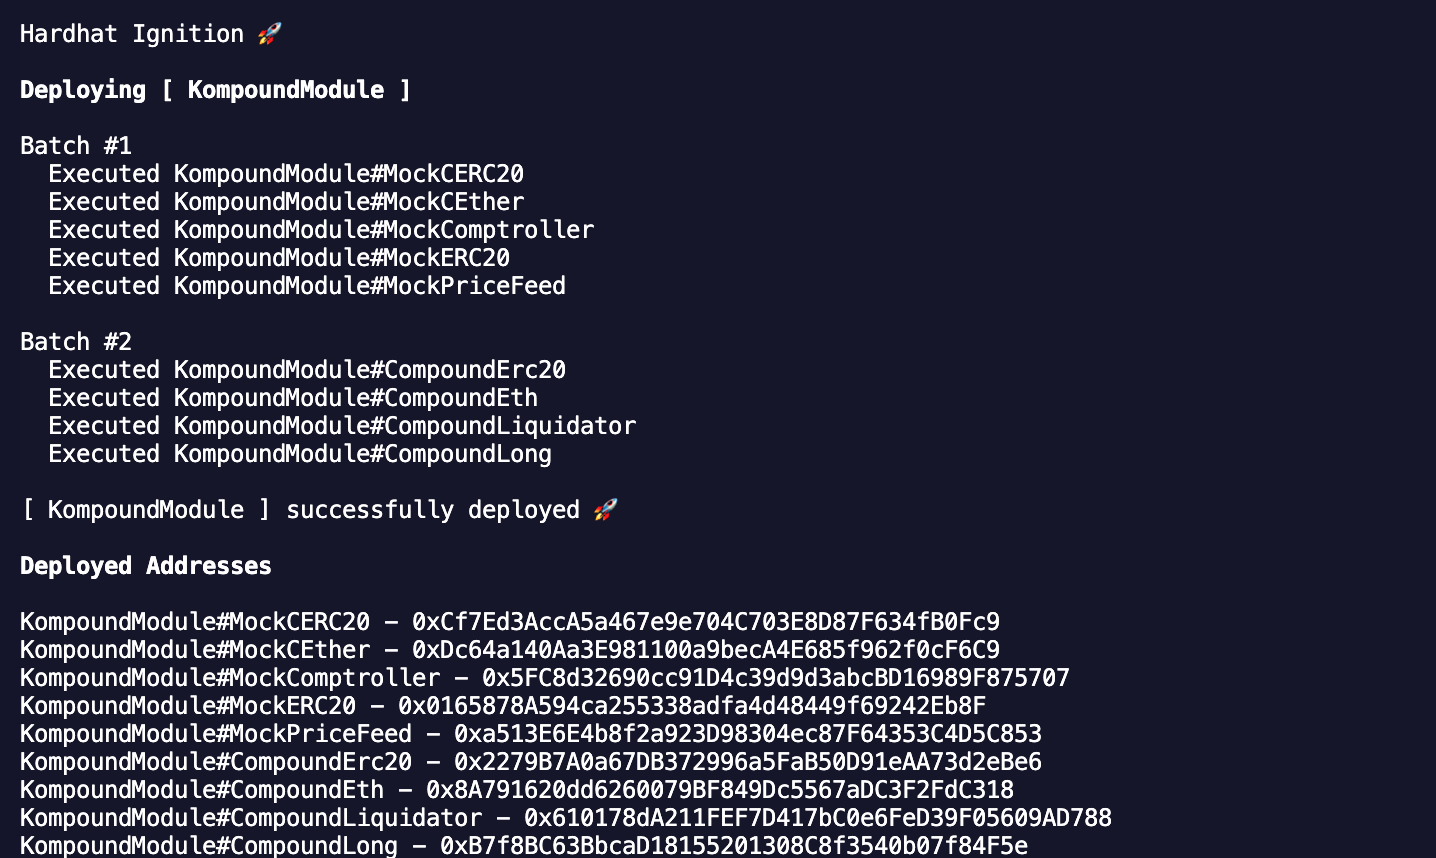 Hardhat Ignition 🚀
Deploying [ KompoundModule ]
Batch #1
Executed KompoundModule#MockCERC20
Executed KompoundModule#MockCEther
Executed KompoundModule#MockComptroller
Executed KompoundModule#MockERC20
Executed KompoundModule#MockPriceFeed
Batch #2
Executed KompoundModule#CompoundErc20
Executed KompoundModule#CompoundEth
Executed KompoundModule#CompoundLiquidator
Executed KompoundModule#CompoundLong
[ KompoundModule ] successfully deployed 🚀
Deployed Addresses
KompoundModule#MockCERC20 – 0xCf7Ed3AccA5a467e9e704C703E8D87F634fB0Fc9
KompoundModule#MockCEther – 0xDc64a140Aa3E981100a9becA4E685f962f0cF6C9
KompoundModule#MockComptroller – 0x5FC8d32690cc91D4c39d9d3abcBD16989F875707
KompoundModule#MockERC20 – 0x0165878A594ca255338adfa4d48449f69242Eb8F
KompoundModule#MockPriceFeed – 0xa513E6E4b8f2a923D98304ec87F64353C4D5C853
KompoundModule#CompoundErc20 – 0x2279B7A0a67DB372996a5FaB50D91eAA73d2eBe6
KompoundModule#CompoundEth – 0x8A791620dd6260079BF849Dc5567aDC3F2FdC318
KompoundModule#CompoundLiquidator – 0x610178dA211FEF7D417bC0e6FeD39F05609AD788
KompoundModule#CompoundLong – 0xB7f8BC63BbcaD18155201308C8f3540b07f84F5e